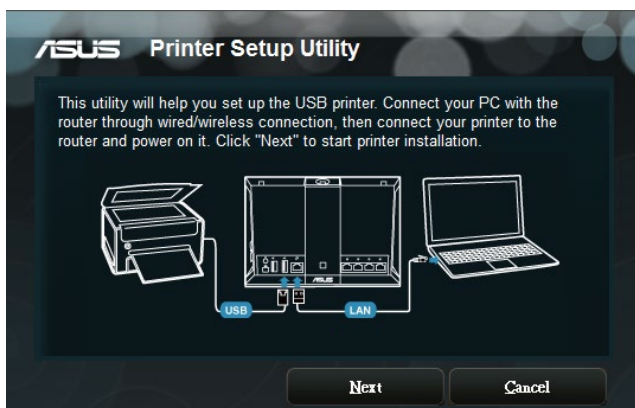 ASUS Printer Setup Utility
This utility will help you set up the USB printer. Connect your PC with the
router through wired/wireless connection, then connect your printer to the
router and power on it. Click "Next" to start printer installation.
ASUS
USB
LAN
Next
Cancel